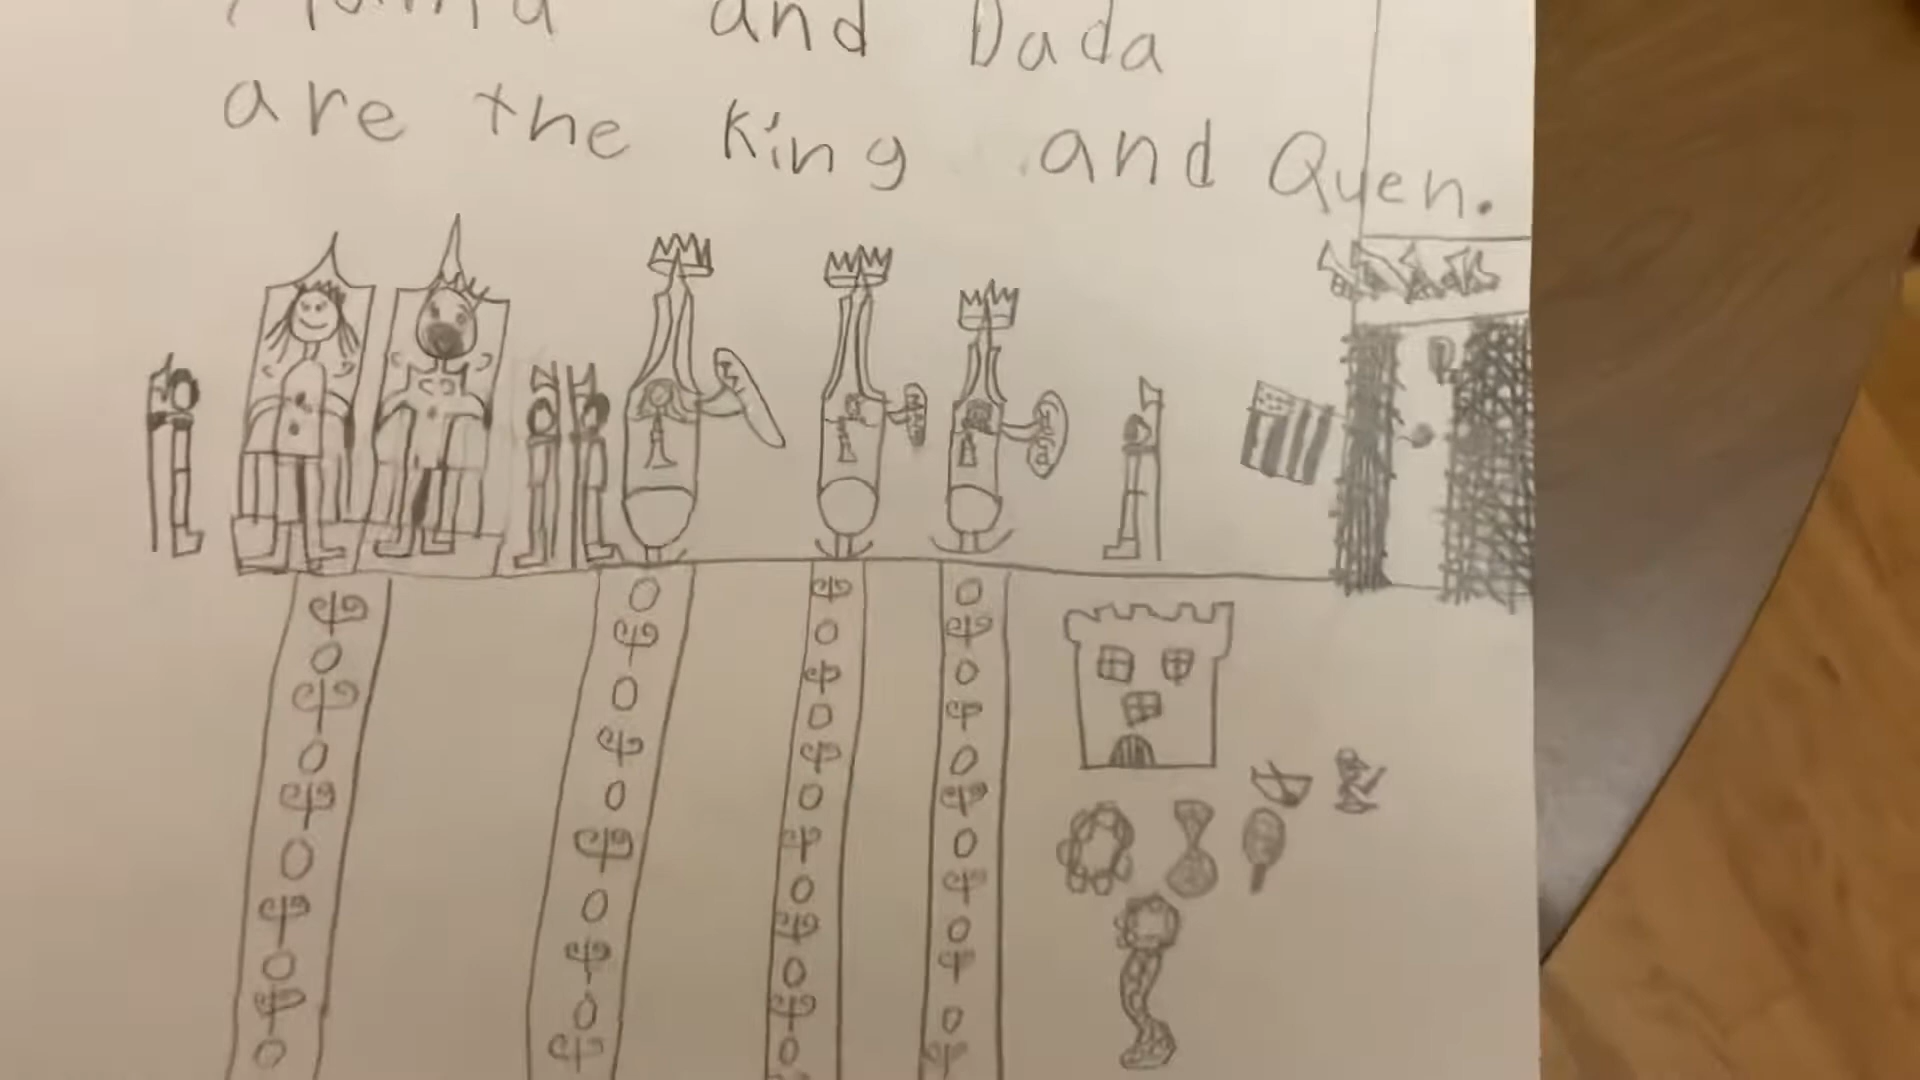 and Dada
are the King and Quen.